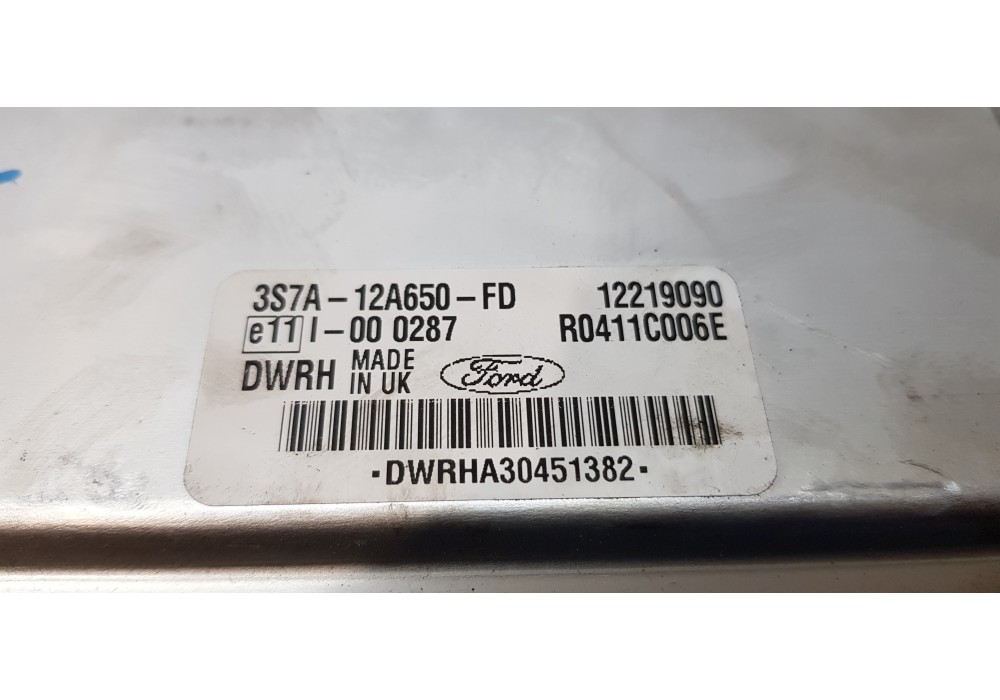 3S7A-12A650-FD 12219090
e11 I-00 0287 R0411C006E
DWRH MADE IN UK Ford
·DWRHA30451382·